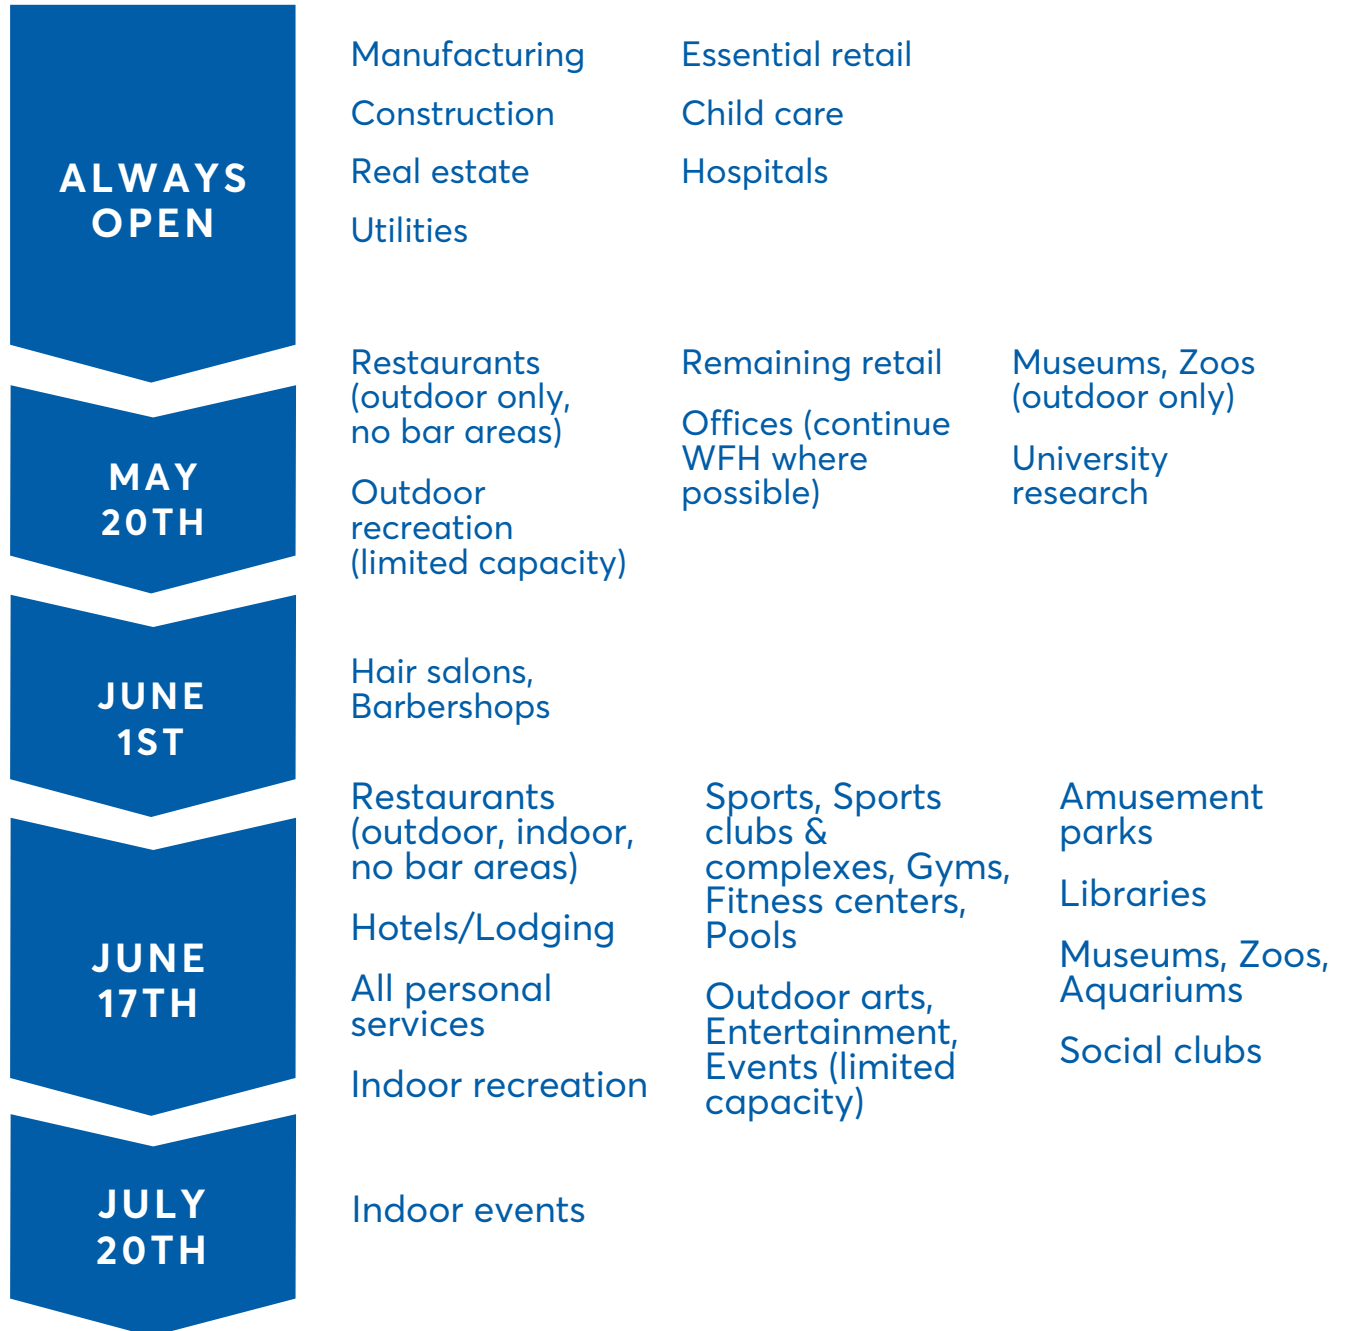 ALWAYS
OPEN
Manufacturing
Construction
Real estate
Utilities
Essential retail
Child care
Hospitals
MAY
20TH
Restaurants
(outdoor only,
no bar areas)
Outdoor
recreation
(limited capacity)
Remaining retail
Offices (continue
WFH where
possible)
Museums, Zoos
(outdoor only)
University
research
JUNE
1ST
Hair salons,
Barbershops
JUNE
17TH
Restaurants
(outdoor, indoor,
no bar areas)
Hotels/Lodging
All personal
services
Indoor recreation
Sports, Sports
clubs &
complexes, Gyms,
Fitness centers,
Pools
Outdoor arts,
Entertainment,
Events (limited
capacity)
Amusement
parks
Libraries
Museums, Zoos,
Aquariums
Social clubs
JULY
20TH
Indoor events